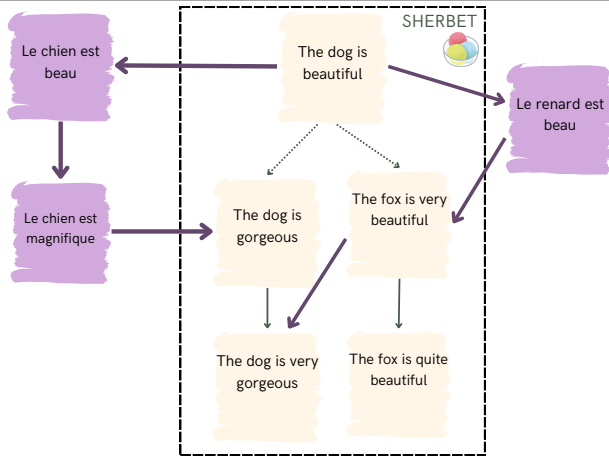 SHERBET
Le chien est
beau
The dog is
beautiful
Le renard est
beau
Le chien est
magnifique
The dog is
gorgeous
The fox is very
beautiful
The dog is very
gorgeous
The fox is quite
beautiful